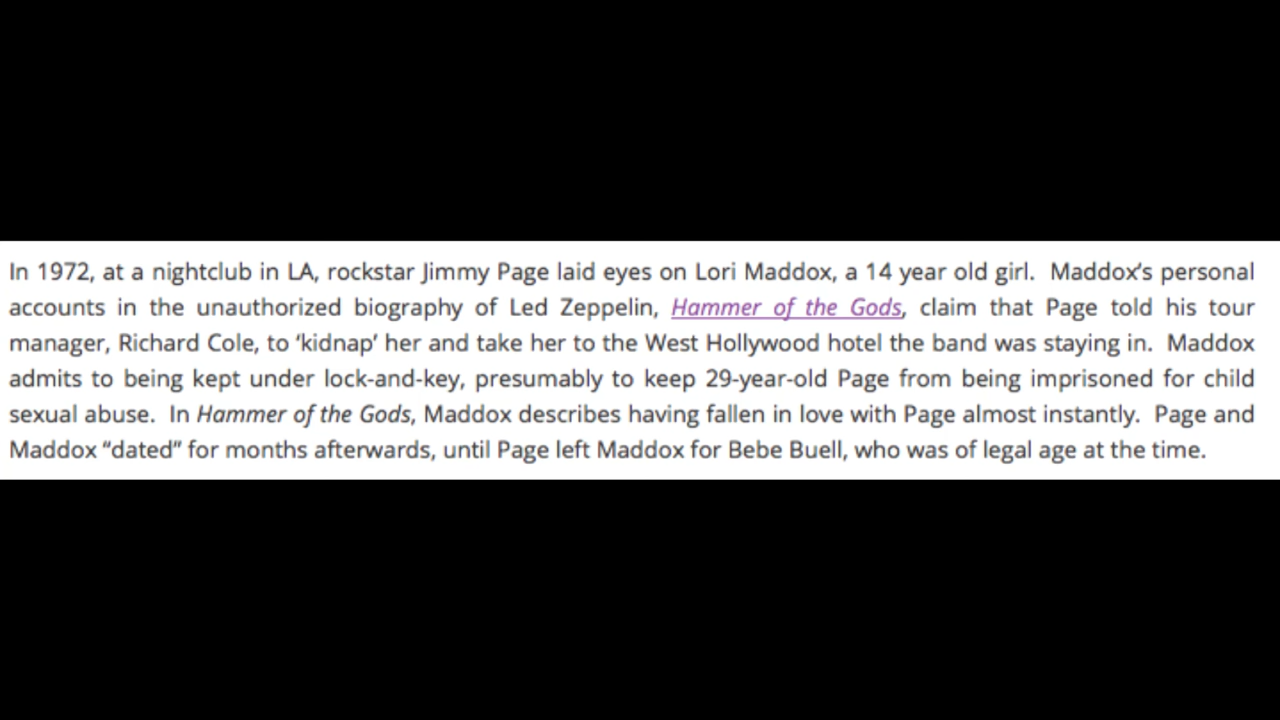 In 1972, at a nightclub in LA, rockstar Jimmy Page laid eyes on Lori Maddox, a 14 year old girl.  Maddox's personal
accounts in the unauthorized biography of Led Zeppelin, Hammer of the Gods, claim that Page told his tour
manager, Richard Cole, to ‘kidnap’ her and take her to the West Hollywood hotel the band was staying in.  Maddox
admits to being kept under lock-and-key, presumably to keep 29-year-old Page from being imprisoned for child
sexual abuse.  In Hammer of the Gods, Maddox describes having fallen in love with Page almost instantly.  Page and
Maddox “dated” for months afterwards, until Page left Maddox for Bebe Buell, who was of legal age at the time.